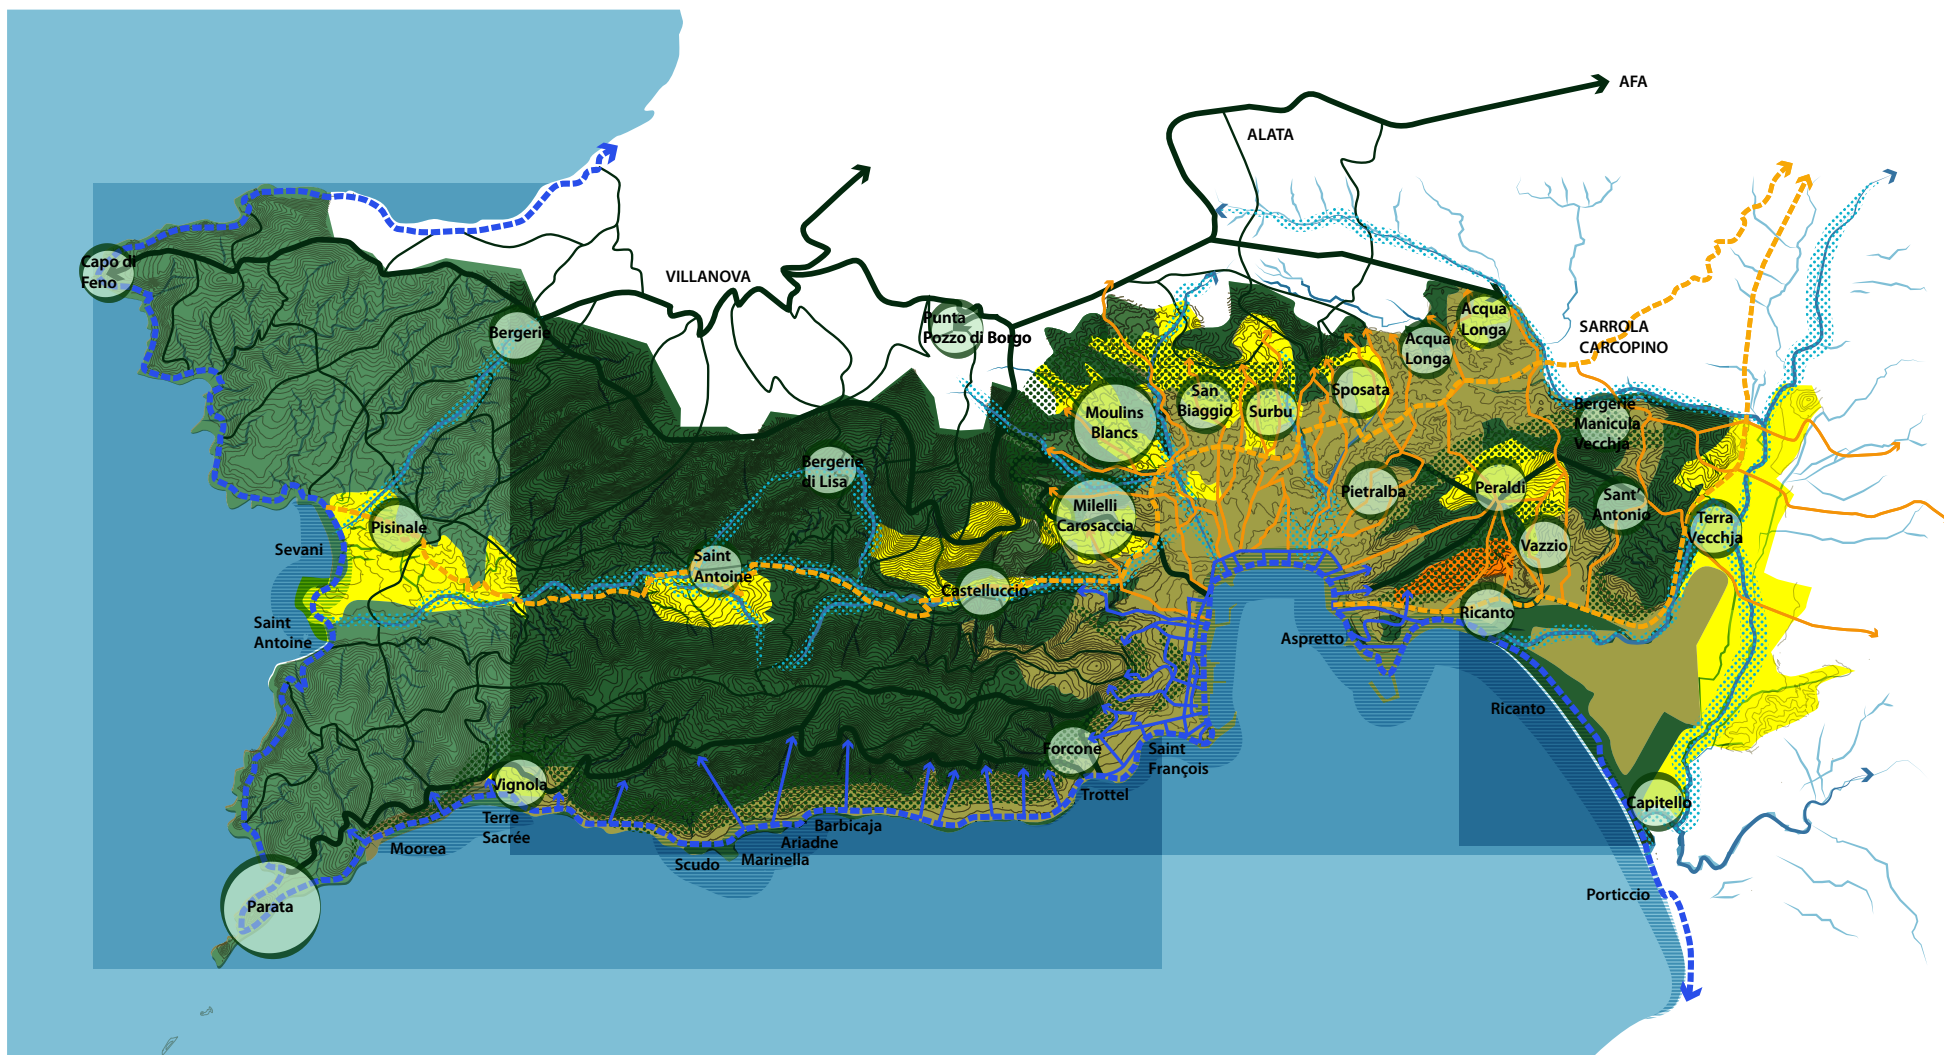 AFA
ALATA
Capo di
Feno
VILLANOVA
Bergerie
Punta
Pozzo di Borgo
Acqua
Longa
SARROLA
CARCOPINO
Acqua
Longa
Moulins
Blancs
San
Biaggio
Surbu
Sposata
Bergerie
Manicula
Vecchja
Bergerie
di Lisa
Pietralba
Peraldi
Sant'
Antonio
Milelli
Carosaccia
Pisinale
Terra
Vecchja
Sevani
Saint
Antoine
Vazzio
Castelluccio
Ricanto
Saint
Antoine
Aspretto
Ricanto
Forcone
Saint
François
Vignola
Trottel
Capitello
Terre
Sacrée
Barbicaja
Ariadne
Marinella
Moorea
Scudo
Porticcio
Parata